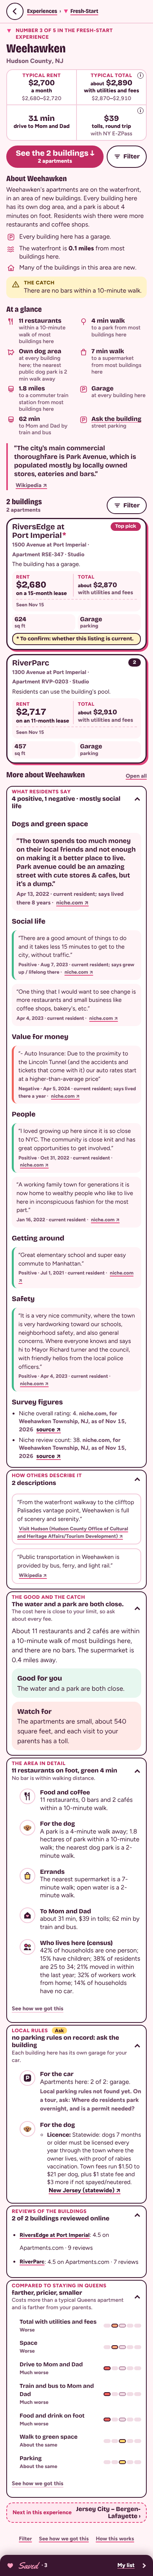 Experiences › ♥ Fresh-Start
♥ NUMBER 3 OF 5 IN THE FRESH-START
EXPERIENCE
Weehawken
Hudson County, NJ
TYPICAL RENT
$2,700
a month
$2,680–$2,720
TYPICAL TOTAL
about $2,890
with utilities and fees
$2,870–$2,910
31 min
drive to Mom and Dad
$39
tolls, round trip
with NY E-ZPass
See the 2 buildings ↓
2 apartments
Filter
About Weehawken
Weehawken's apartments are on the waterfront,
in an area of new buildings. Every building here
has its own dog area, and a park is about 4
minutes on foot. Residents wish there were more
restaurants and coffee shops.
Every building here has a garage.
The waterfront is 0.1 miles from most
buildings here.
Many of the buildings in this area are new.
THE CATCH
There are no bars within a 10-minute walk.
At a glance
11 restaurants
within a 10-minute
walk of most
buildings here
4 min walk
to a park from most
buildings here
Own dog area
at every building
here; the nearest
public dog park is 2
min walk away
7 min walk
to a supermarket
from most buildings
here
1.8 miles
to a commuter train
station from most
buildings here
Garage
at every building here
62 min
to Mom and Dad by
train and bus
Ask the building
street parking
"The city's main commercial
thoroughfare is Park Avenue, which is
populated mostly by locally owned
stores, eateries and bars."
Wikipedia ↗
2 buildings
2 apartments
Filter
RiversEdge at
Port Imperial*
Top pick
1500 Avenue at Port Imperial ·
Apartment RSE-347 · Studio
The building has a garage.
RENT
$2,680
on a 15-month lease
Seen Nov 15
TOTAL
about $2,870
with utilities and fees
624
sq ft
Garage
parking
* To confirm: whether this listing is current.
RiverParc
2
1300 Avenue at Port Imperial ·
Apartment RVP-0203 · Studio
Residents can use the building's pool.
RENT
$2,717
on an 11-month lease
Seen Nov 15
TOTAL
about $2,910
with utilities and fees
457
sq ft
Garage
parking
More about Weehawken
Open all
WHAT RESIDENTS SAY
4 positive, 1 negative · mostly social
life
Dogs and green space
"The town spends too much money
on their local friends and not enough
on making it a better place to live.
Park avenue could be an amazing
street with cute stores & cafes, but
it's a dump."
Apr 13, 2022 · current resident; says lived
there 8 years · niche.com ↗
Social life
"There are a good amount of things to do
and it takes less 15 minutes to get to the
city, without traffic."
Positive · Aug 7, 2023 · current resident; says grew
up / lifelong there · niche.com ↗
"One thing that I would want to see change is
more restaurants and small business like
coffee shops, bakery's, etc."
Apr 4, 2023 · current resident · niche.com ↗
Value for money
"- Auto Insurance: Due to the proximity to
the Lincoln Tunnel (and the accidents and
tickets that come with it) our auto insurance is
at a higher-than-average price"
Negative · Apr 5, 2024 · current resident; says lived
there a year · niche.com ↗
People
"I loved growing up here since it is so close
to NYC. The community is close knit and has
great opportunities to get involved."
Positive · Oct 31, 2022 · current resident ·
niche.com ↗
"A working family town for generations it is
now home to wealthy people who like to live
here in inconspicuous fashion for the most
part."
Jan 16, 2022 · current resident · niche.com ↗
Getting around
"Great elementary school and super easy
commute to Manhattan."
Positive · Jul 1, 2021 · current resident · niche.com
↗
Safety
"It is a very nice community, where the town
is very hardworking toward our schools,
neighborhood, and also general
concerns. Where everyone knows and says
hi to Mayor Richard turner and the council,
with friendly hellos from the local police
officers."
Positive · Apr 4, 2023 · current resident ·
niche.com ↗
Survey figures
Niche overall rating: 4. niche.com, for
Weehawken Township, NJ, as of Nov 15,
2025 source ↗
Niche review count: 38. niche.com, for
Weehawken Township, NJ, as of Nov 15,
2025 source ↗
HOW OTHERS DESCRIBE IT
2 descriptions
"From the waterfront walkway to the clifftop
Palisades vantage point, Weehawken is full
of scenery and serenity."
Visit Hudson (Hudson County Office of Cultural
and Heritage Affairs/Tourism Development) ↗
"Public transportation in Weehawken is
provided by bus, ferry, and light rail."
Wikipedia ↗
THE GOOD AND THE CATCH
The water and a park are both close.
The cost here is close to your limit, so ask
about every fee.
About 11 restaurants and 2 cafés are within
a 10-minute walk of most buildings here,
and there are no bars. The supermarket is
0.4 miles away.
Good for you
The water and a park are both close.
Watch for
The apartments are small, about 540
square feet, and each visit to your
parents has a toll.
THE AREA IN DETAIL
11 restaurants on foot, green 4 min
No bar is within walking distance.
Food and coffee
11 restaurants, 0 bars and 2 cafés
within a 10-minute walk.
For the dog
A park is a 4-minute walk away; 1.8
hectares of park within a 10-minute
walk; the nearest dog park is a 2-
minute walk.
Errands
The nearest supermarket is a 7-
minute walk; open water is a 2-
minute walk.
To Mom and Dad
about 31 min, $39 in tolls; 62 min by
train and bus.
Who lives here (census)
42% of households are one person;
15% have children; 38% of residents
are 25 to 34; 21% moved in within
the last year; 32% of workers work
from home; 14% of households
have no car.
See how we got this
LOCAL RULES Ask
no parking rules on record: ask the
building
Each building here has its own garage for your
car.
For the car
Apartments here: 2 of 2: garage.
Local parking rules not found yet. On
a tour, ask: Where do residents park
overnight, and is a permit needed?
For the dog
Licence: Statewide: dogs 7 months
or older must be licensed every
year through the town where the
owner lives, with proof of rabies
vaccination. Town fees run $1.50 to
$21 per dog, plus $1 state fee and
$3 more if not spayed/neutered.
New Jersey (statewide) ↗
REVIEWS OF THE BUILDINGS
2 of 2 buildings reviewed online
RiversEdge at Port Imperial: 4.5 on
Apartments.com · 9 reviews
RiverParc: 4.5 on Apartments.com · 7 reviews
COMPARED TO STAYING IN QUEENS
farther, pricier, smaller
Costs more than a typical Queens apartment
and is farther from your parents.
Total with utilities and fees
Worse
Space
Worse
Drive to Mom and Dad
Much worse
Train and bus to Mom and
Dad
Much worse
Food and drink on foot
Much worse
Walk to green space
About the same
Parking
About the same
See how we got this
Next in this experience
Jersey City – Bergen-
Lafayette ›
Filter
See how we got this
How this works
Saved · 3
My list